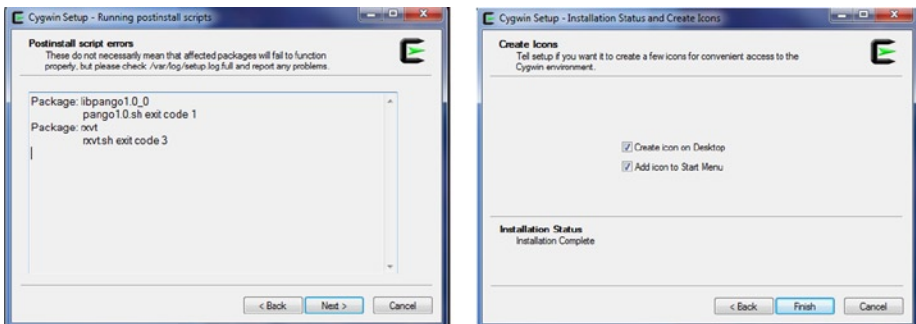 Cygwin Setup - Running postinstall scripts
Postinstall script errors
These do not necessarily mean that affected packages will fail to function
properly, but please check /var/log/setup.log.full and report any problems.
Package: libpango1.0_0
pango1.0.sh exit code 1
Package: rxvt
rxvt.sh exit code 3
< Back
Next >
Cancel
Cygwin Setup - Installation Status and Create Icons
Create Icons
Tell setup if you want it to create a few icons for convenient access to the
Cygwin environment.
Create icon on Desktop
Add icon to Start Menu
Installation Status
Installation Complete
< Back
Finish
Cancel